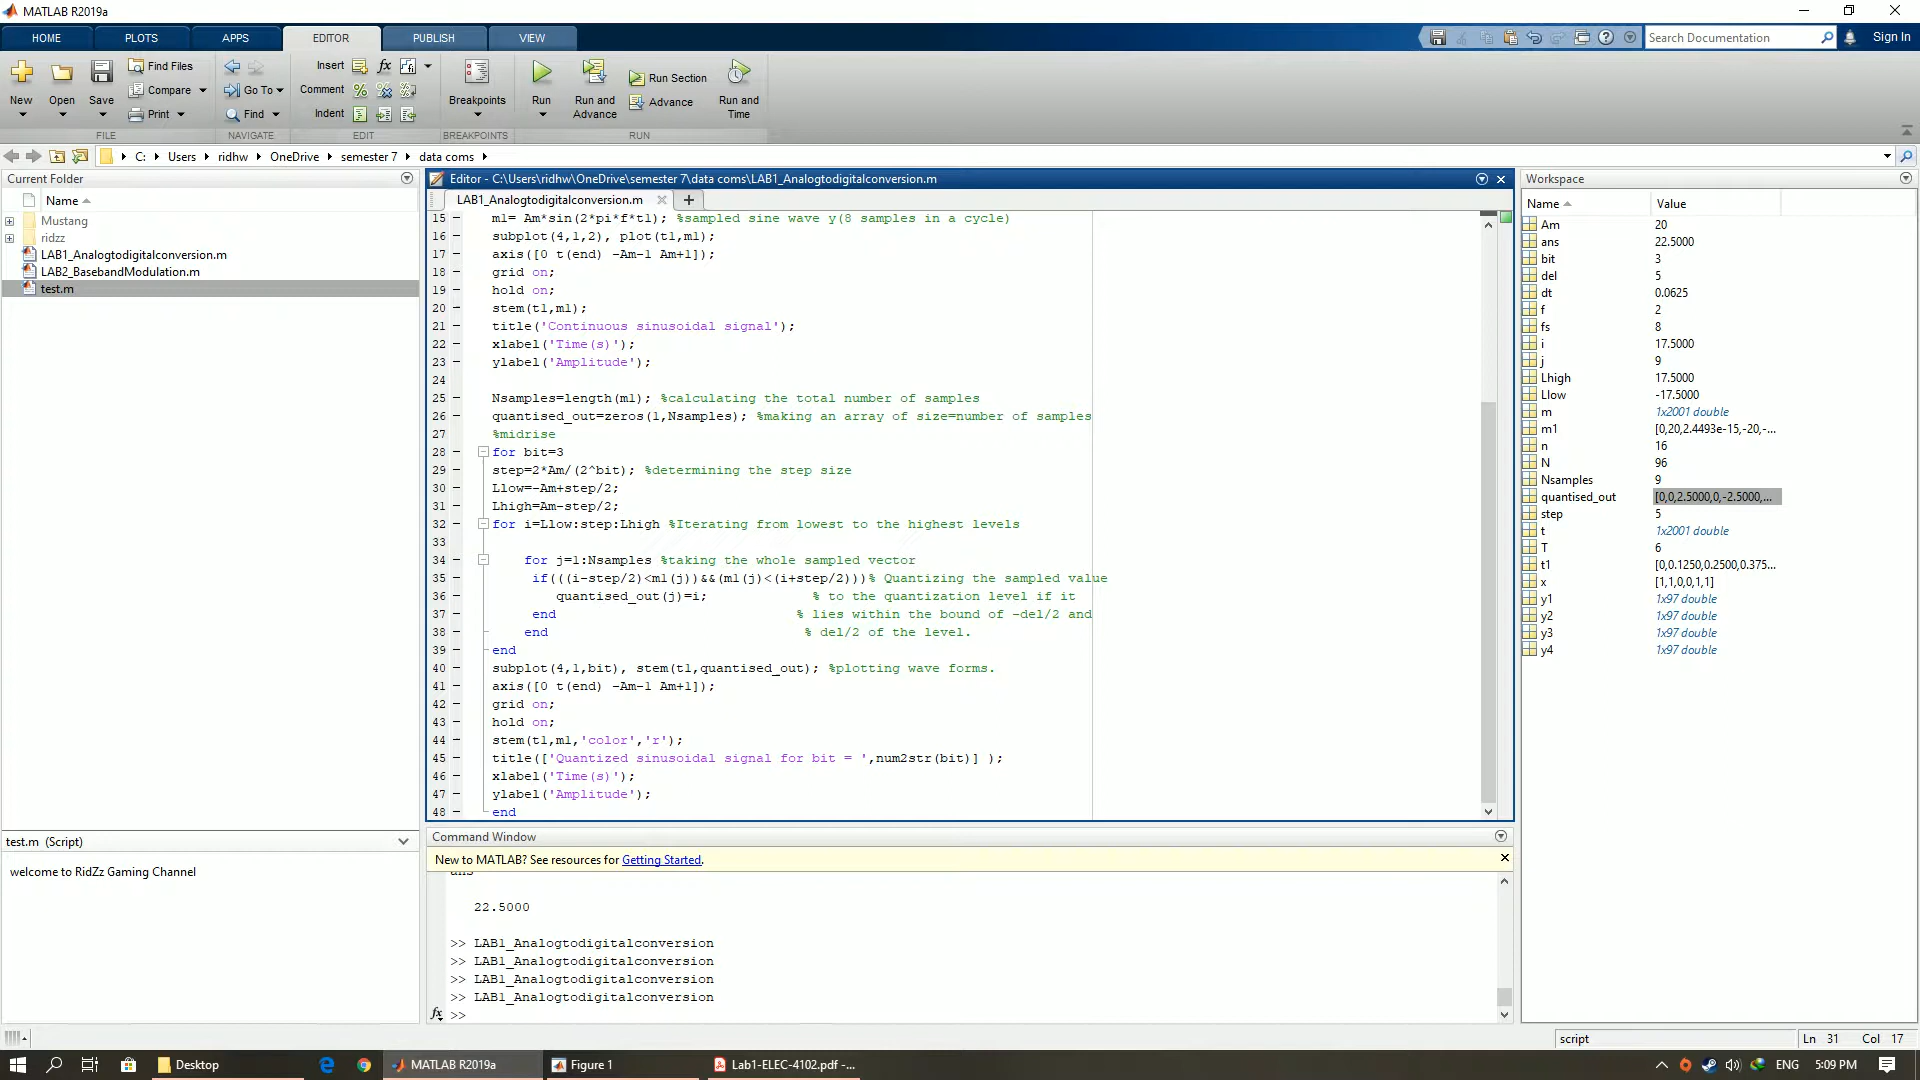 MATLAB R2019a
HOME PLOTS APPS EDITOR PUBLISH VIEW
Search Documentation
Sign In
New
Open
Save
Find Files
Compare
Print
FILE
Go To
Find
NAVIGATE
Insert
Comment
Indent
EDIT
Breakpoints
BREAKPOINTS
Run
Run and
Advance
Run Section
Advance
Run and
Time
RUN
C: Users ridhw OneDrive semester 7 data coms
Current Folder
Name
Mustang
ridzz
LAB1_Analogtodigitalconversion.m
LAB2_BasebandModulation.m
test.m
test.m (Script)
welcome to RidZz Gaming Channel
Editor - C:\Users\ridhw\OneDrive\semester 7\data coms\LAB1_Analogtodigitalconversion.m
LAB1_Analogtodigitalconversion.m
15 - m1= Am*sin(2*pi*f*t1); %sampled sine wave y(8 samples in a cycle)
16 - subplot(4,1,2), plot(t1,m1);
17 - axis([0 t(end) -Am-1 Am+1]);
18 - grid on;
19 - hold on;
20 - stem(t1,m1);
21 - title('Continuous sinusoidal signal');
22 - xlabel('Time(s)');
23 - ylabel('Amplitude');
24
25 - Nsamples=length(m1); %calculating the total number of samples
26 - quantised_out=zeros(1,Nsamples); %making an array of size=number of samples
27 %midrise
28 - for bit=3
29 - step=2*Am/(2^bit); %determining the step size
30 - Llow=-Am+step/2;
31 - Lhigh=Am-step/2;
32 - for i=Llow:step:Lhigh %Iterating from lowest to the highest levels
33
34 - for j=1:Nsamples %taking the whole sampled vector
35 - if(((i-step/2)<m1(j))&&(m1(j)<(i+step/2)))% Quantizing the sampled value
36 - quantised_out(j)=i; % to the quantization level if it
37 - end % lies within the bound of -del/2 and
38 - end % del/2 of the level.
39 - end
40 - subplot(4,1,bit), stem(t1,quantised_out); %plotting wave forms.
41 - axis([0 t(end) -Am-1 Am+1]);
42 - grid on;
43 - hold on;
44 - stem(t1,m1,'color','r');
45 - title(['Quantized sinusoidal signal for bit = ',num2str(bit)] );
46 - xlabel('Time(s)');
47 - ylabel('Amplitude');
48 - end
Command Window
New to MATLAB? See resources for Getting Started.
22.5000
>> LAB1_Analogtodigitalconversion
>> LAB1_Analogtodigitalconversion
>> LAB1_Analogtodigitalconversion
>> LAB1_Analogtodigitalconversion
fx >>
Workspace
Name Value
Am 20
ans 22.5000
bit 3
del 5
dt 0.0625
f 2
fs 8
i 17.5000
j 9
Lhigh 17.5000
Llow -17.5000
m 1x2001 double
m1 [0,20,2.4493e-15,-20,-...
n 16
N 96
Nsamples 9
quantised_out [0,0,2.5000,0,-2.5000,...
step 5
t 1x2001 double
T 6
t1 [0,0.1250,0.2500,0.375...
x [1,1,0,0,1,1]
y1 1x97 double
y2 1x97 double
y3 1x97 double
y4 1x97 double
script Ln 31 Col 17
Desktop
MATLAB R2019a
Figure 1
Lab1-ELEC-4102.pdf -...
ENG 5:09 PM